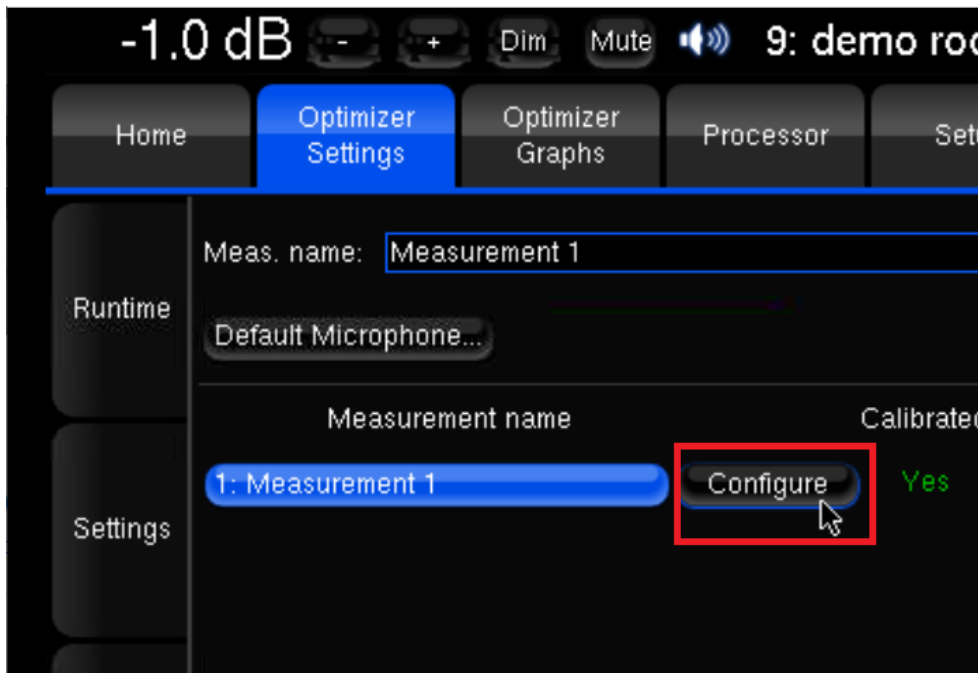 -1.0 dB - + Dim Mute 9: demo roo
Home Optimizer Settings Optimizer Graphs Processor Setu
Meas. name: Measurement 1
Runtime
Default Microphone...
Measurement name Calibrated
1: Measurement 1 Configure Yes
Settings